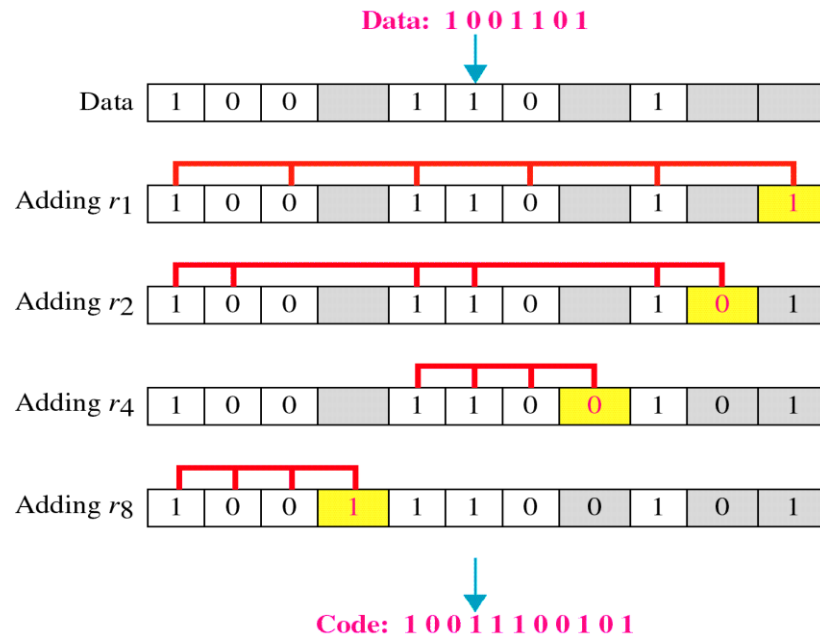 Data: 1 0 0 1 1 0 1
Data 1 0 0 1 1 0 1
Adding r1 1 0 0 1 1 0 1 1
Adding r2 1 0 0 1 1 0 1 0 1
Adding r4 1 0 0 1 1 0 0 1 0 1
Adding r8 1 0 0 1 1 1 0 0 1 0 1
Code: 1 0 0 1 1 1 0 0 1 0 1